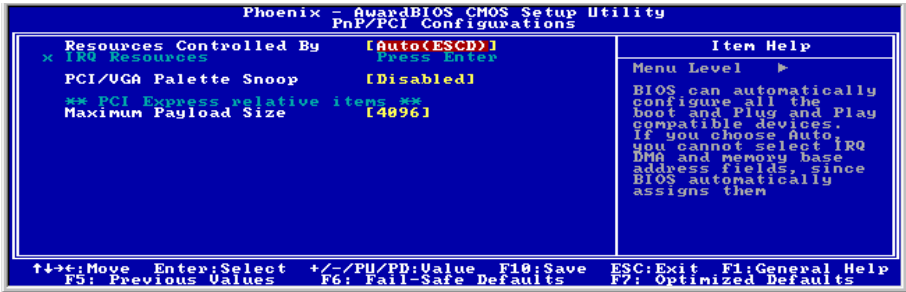 Phoenix - AwardBIOS CMOS Setup Utility
PnP/PCI Configurations
Resources Controlled By [Auto(ESCD)]
x IRQ Resources Press Enter
PCI/VGA Palette Snoop [Disabled]
** PCI Express relative items **
Maximum Payload Size [4096]
Item Help
Menu Level ►
BIOS can automatically
configure all the
boot and Plug and Play
compatible devices.
If you choose Auto,
you cannot select IRQ
DMA and memory base
address fields, since
BIOS automatically
assigns them
↑↓→←:Move Enter:Select +/-/PU/PD:Value F10:Save ESC:Exit F1:General Help
F5: Previous Values F6: Fail-Safe Defaults F7: Optimized Defaults